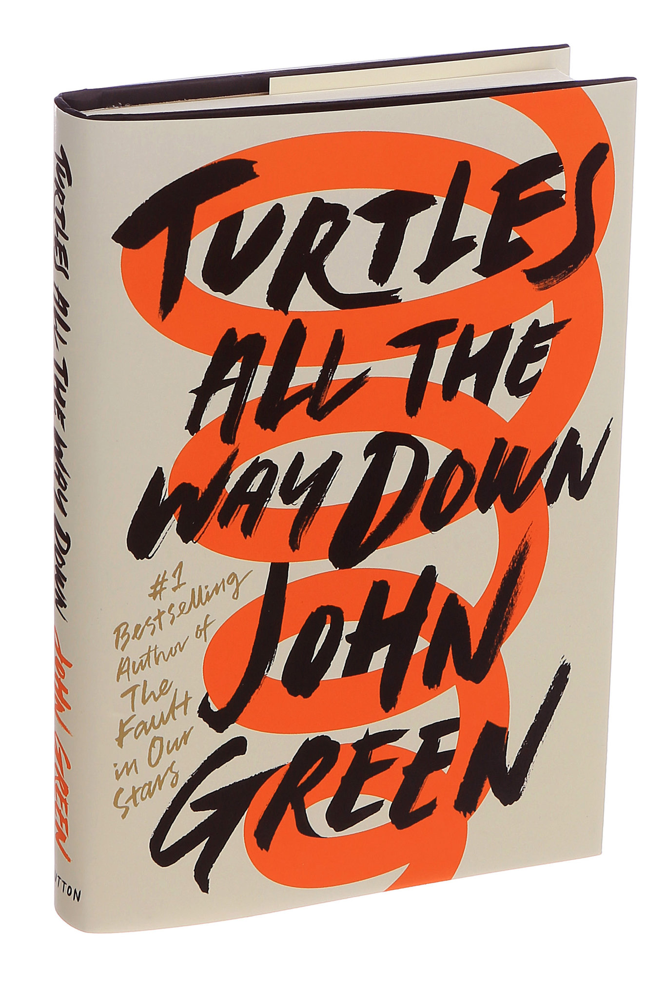 TURTLES
ALL THE
WAY DOWN
JOHN
GREEN
#1
Bestselling
Author of
The
Fault
in Our
Stars
TURTLES ALL THE WAY DOWN JOHN GREEN
UTTON